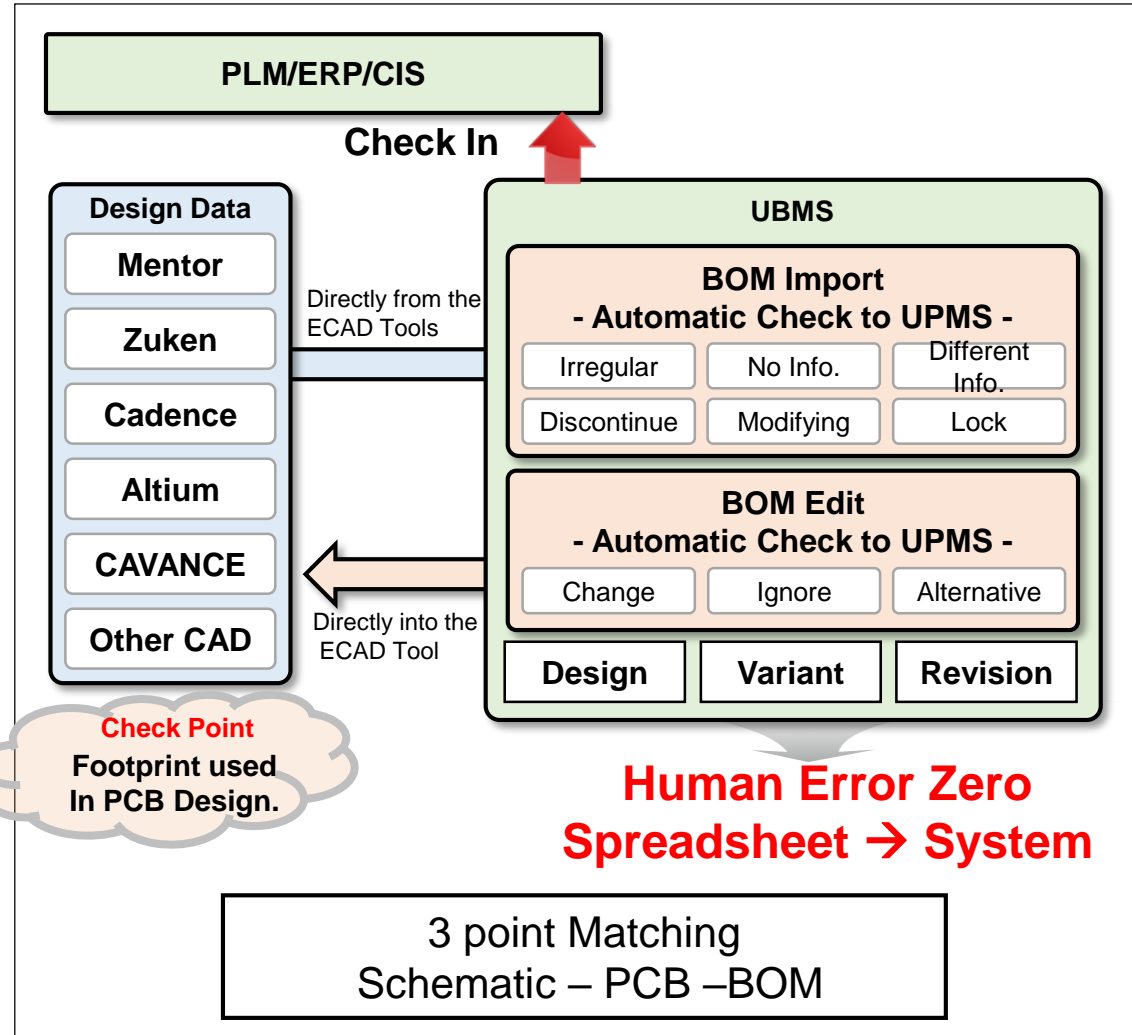 PLM/ERP/CIS
Check In
Design Data
Mentor
Zuken
Cadence
Altium
CAVANCE
Other CAD
Directly from the
ECAD Tools
Directly into the
ECAD Tool
UBMS
BOM Import
- Automatic Check to UPMS -
Irregular
No Info.
Different
Info.
Discontinue
Modifying
Lock
BOM Edit
- Automatic Check to UPMS -
Change
Ignore
Alternative
Design
Variant
Revision
Check Point
Footprint used
In PCB Design.
Human Error Zero
Spreadsheet → System
3 point Matching
Schematic – PCB –BOM